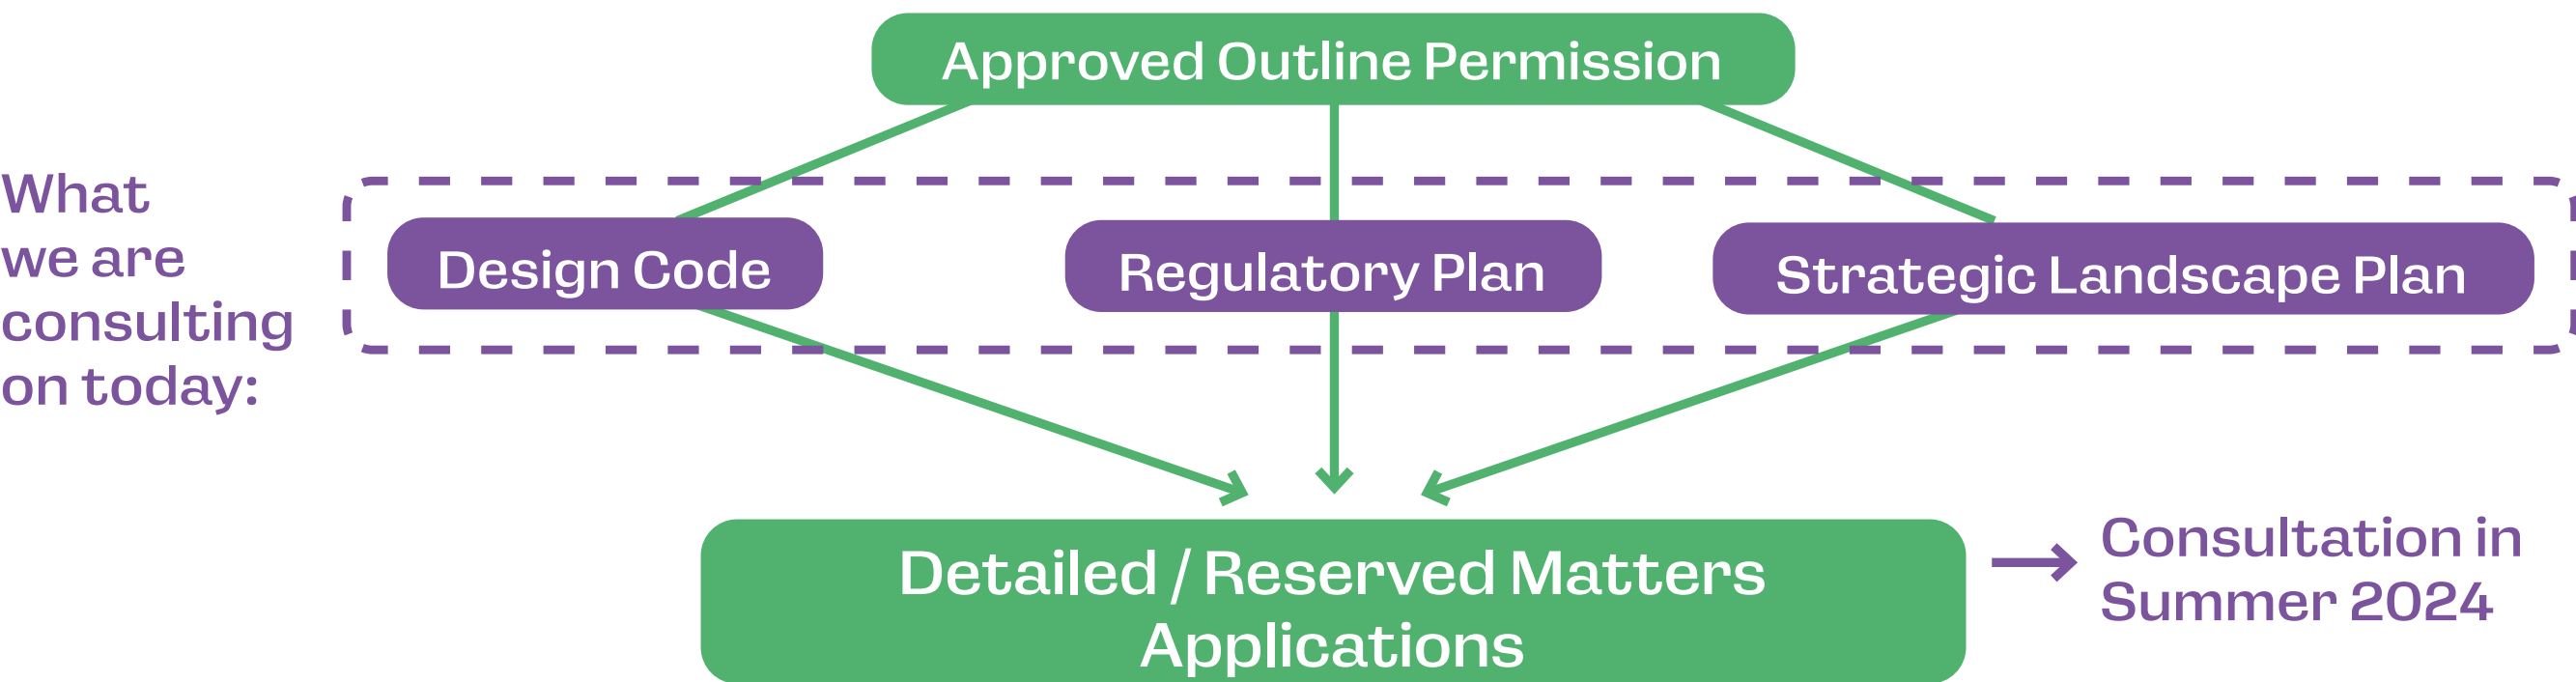 Approved Outline Permission
What
we are
consulting
on today:
Design Code
Regulatory Plan
Strategic Landscape Plan
Detailed / Reserved Matters
Applications
Consultation in
Summer 2024